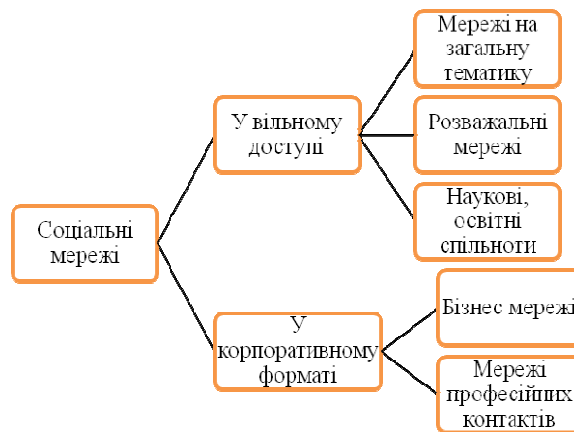 Соціальні
мережі
У вільному
доступі
Мережі на
загальну
тематику
Розважальні
мережі
Наукові,
освітні
спільноти
У
корпоративному
форматі
Бізнес мережі
Мережі
професійних
контактів